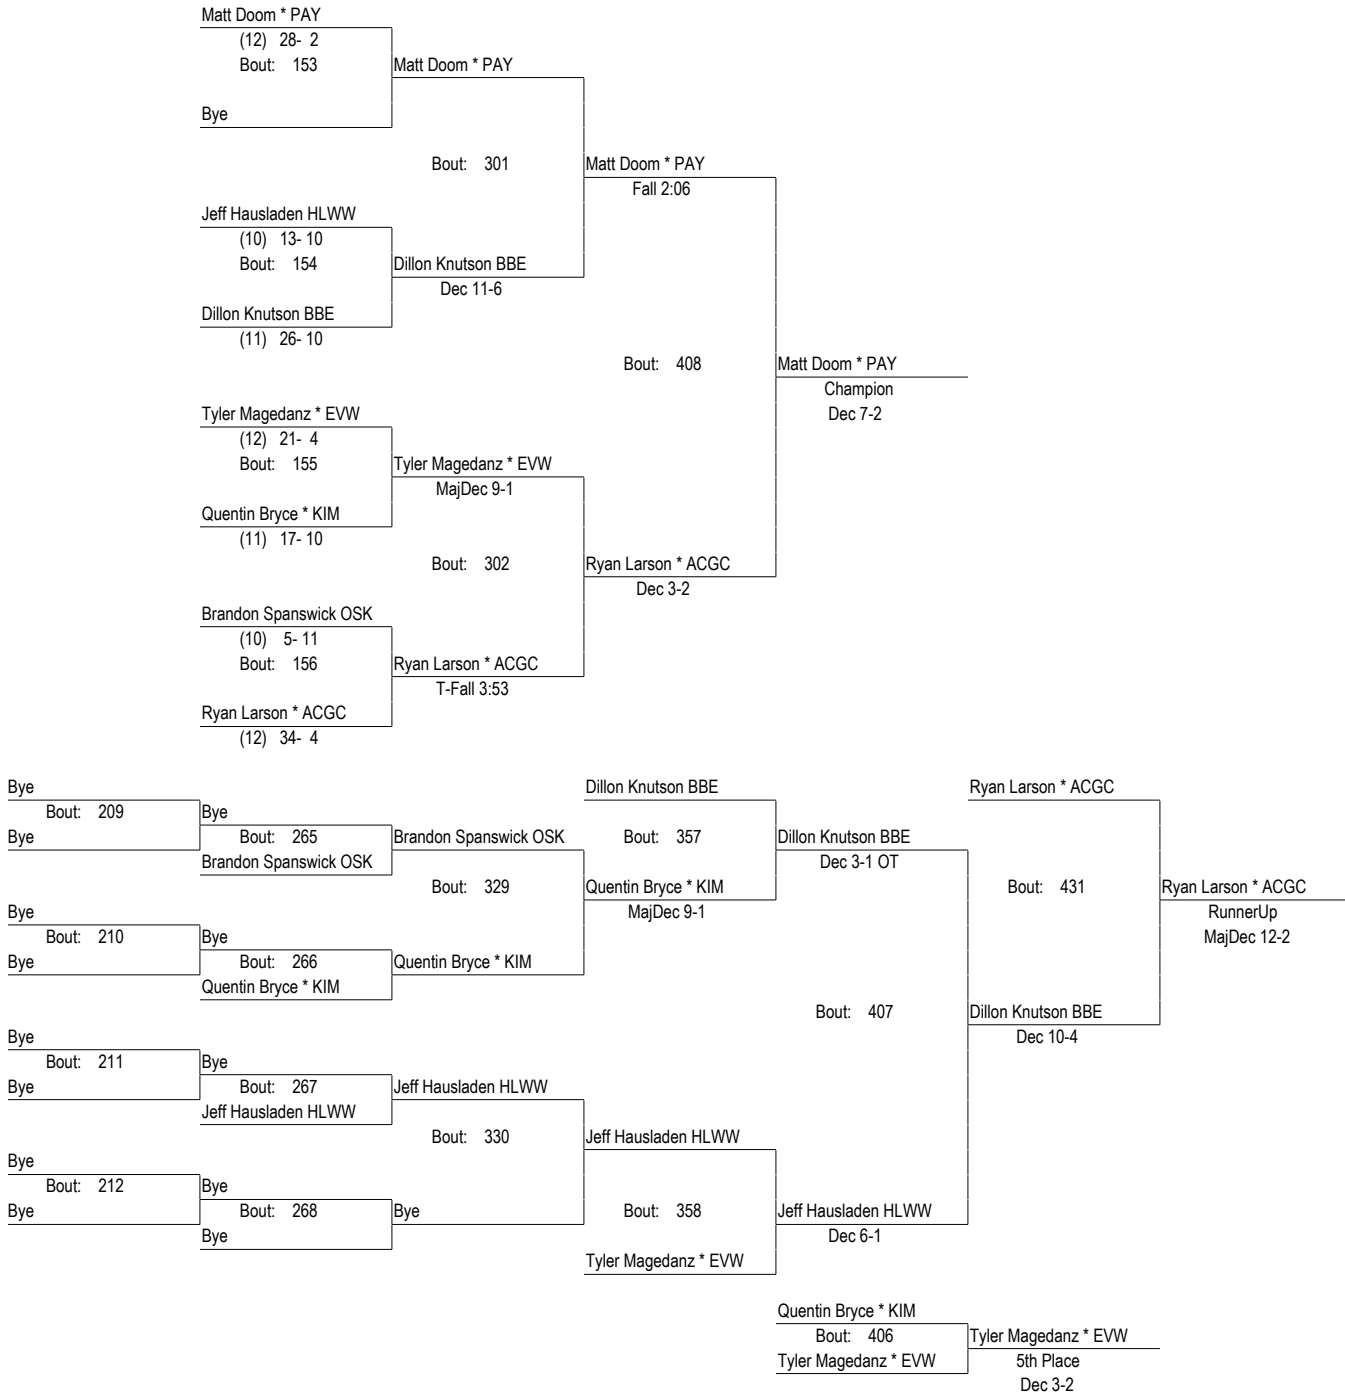 Matt Doom * PAY
(12) 28- 2
Bout: 153
Matt Doom * PAY
Bye
Bout: 301
Matt Doom * PAY
Fall 2:06
Jeff Hausladen HLWW
(10) 13- 10
Bout: 154
Dillon Knutson BBE
Dec 11-6
Dillon Knutson BBE
(11) 26- 10
Bout: 408
Matt Doom * PAY
Champion
Dec 7-2
Tyler Magedanz * EVW
(12) 21- 4
Bout: 155
Tyler Magedanz * EVW
MajDec 9-1
Quentin Bryce * KIM
(11) 17- 10
Bout: 302
Ryan Larson * ACGC
Dec 3-2
Brandon Spanswick OSK
(10) 5- 11
Bout: 156
Ryan Larson * ACGC
T-Fall 3:53
Ryan Larson * ACGC
(12) 34- 4
Bye
Bout: 209
Bye
Bye
Bout: 265
Brandon Spanswick OSK
Brandon Spanswick OSK
Bout: 329
Bye
Bout: 210
Bye
Bye
Bout: 266
Quentin Bryce * KIM
Quentin Bryce * KIM
Dillon Knutson BBE
Bout: 357
Quentin Bryce * KIM
MajDec 9-1
Dillon Knutson BBE
Dec 3-1 OT
Ryan Larson * ACGC
Bout: 431
Ryan Larson * ACGC
RunnerUp
MajDec 12-2
Bout: 407
Dillon Knutson BBE
Dec 10-4
Bye
Bout: 211
Bye
Bye
Bout: 267
Jeff Hausladen HLWW
Jeff Hausladen HLWW
Bout: 330
Jeff Hausladen HLWW
Bye
Bout: 212
Bye
Bye
Bout: 268
Bye
Bye
Bout: 358
Jeff Hausladen HLWW
Dec 6-1
Tyler Magedanz * EVW
Quentin Bryce * KIM
Bout: 406
Tyler Magedanz * EVW
Tyler Magedanz * EVW
5th Place
Dec 3-2